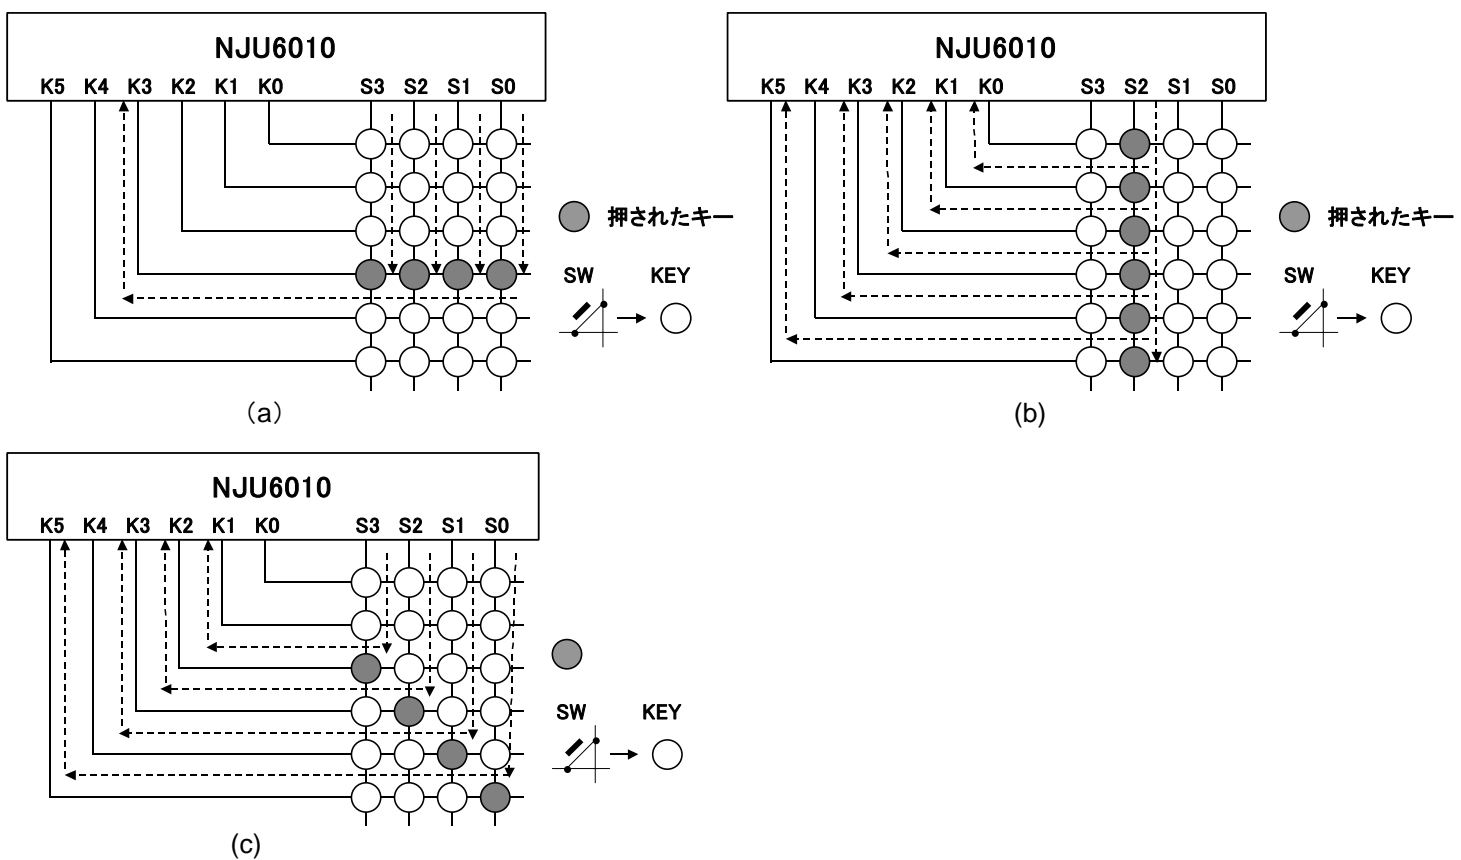 NJU6010
K5 K4 K3 K2 K1 K0 S3 S2 S1 S0
押されたキー
SW KEY
(a)
NJU6010
K5 K4 K3 K2 K1 K0 S3 S2 S1 S0
押されたキー
SW KEY
(b)
NJU6010
K5 K4 K3 K2 K1 K0 S3 S2 S1 S0
SW KEY
(c)